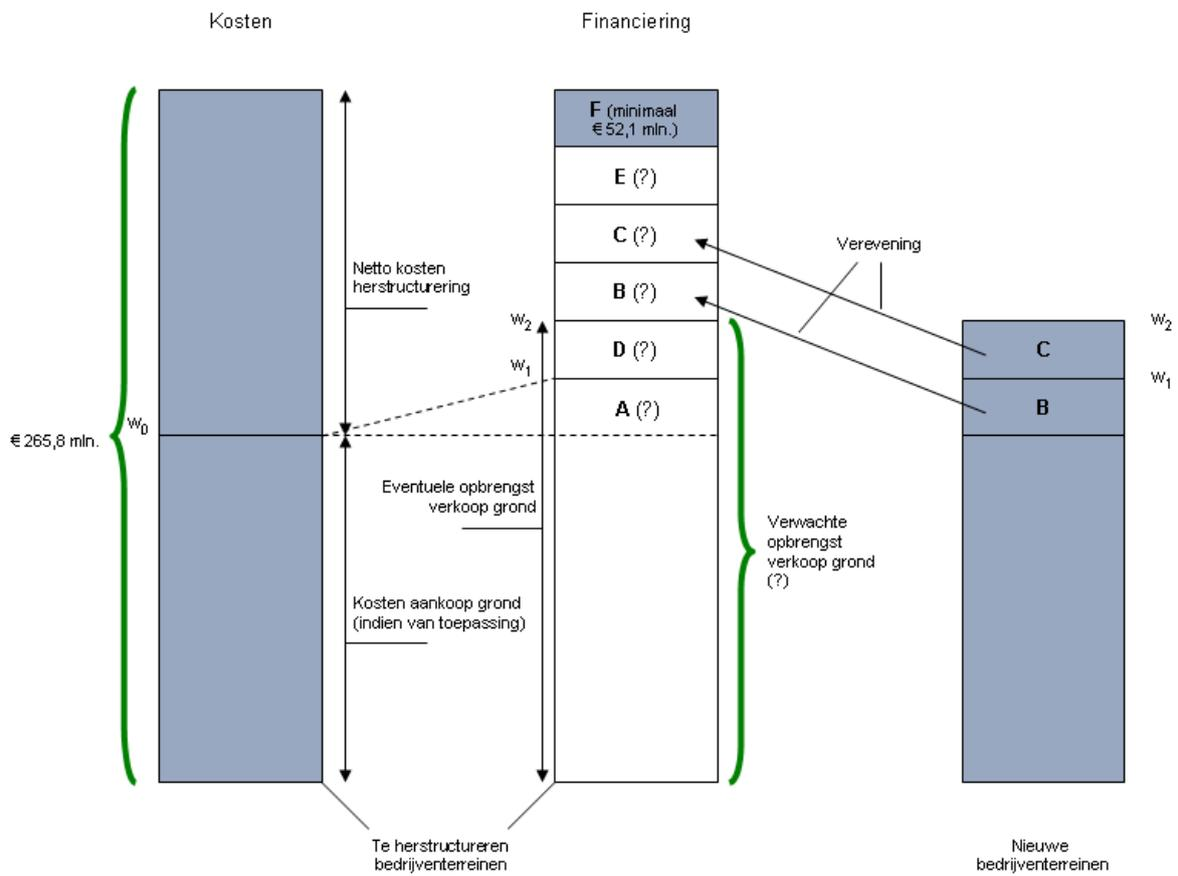 Kosten
Financiering
F (minimaal
€ 52,1 mln.)
E (?)
C (?)
Verevening
Netto kosten
herstructurering
B (?)
W2
W2
D (?)
C
W1
W1
A (?)
B
W0
€ 265,8 mln.
Eventuele opbrengst
verkoop grond
Verwachte
opbrengst
verkoop grond
(?)
Kosten aankoop grond
(indien van toepassing)
Te herstructureren
bedrijventerreinen
Nieuwe
bedrijventerreinen